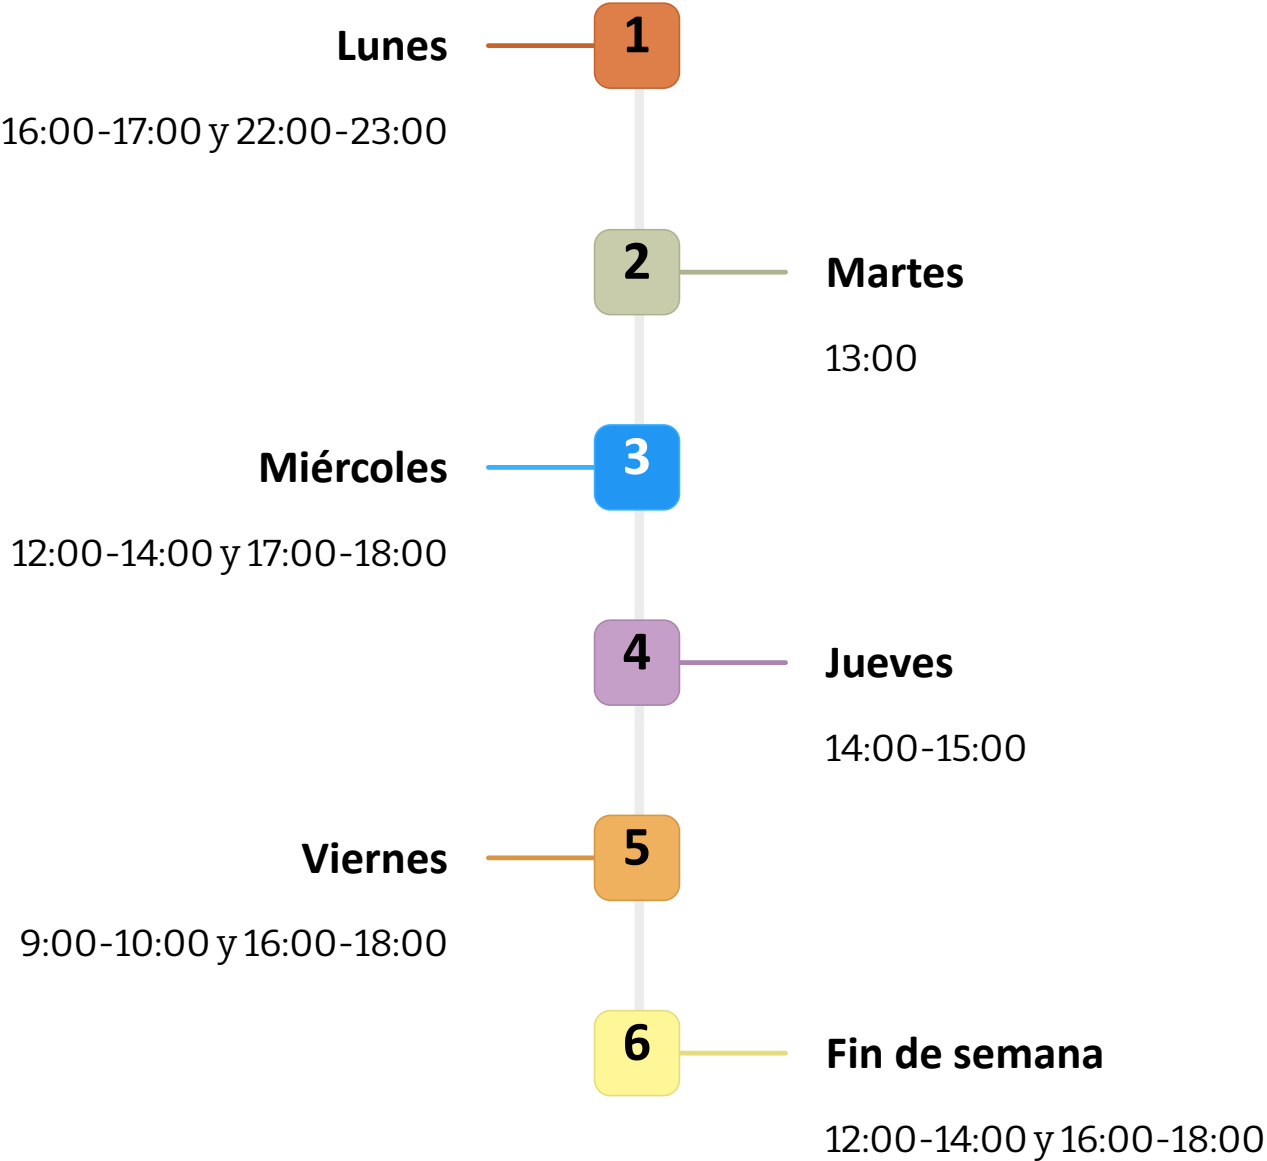 1
Lunes
16:00-17:00 y 22:00-23:00
2
Martes
13:00
3
Miércoles
12:00-14:00 y 17:00-18:00
4
Jueves
14:00-15:00
5
Viernes
9:00-10:00 y 16:00-18:00
6
Fin de semana
12:00-14:00 y 16:00-18:00